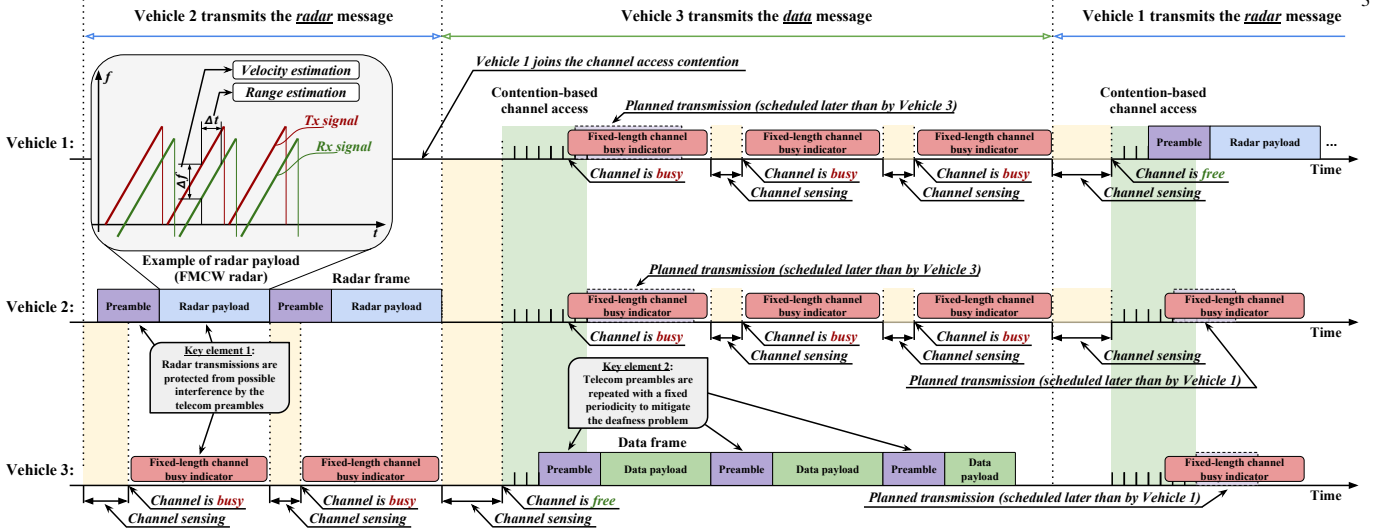 3
Vehicle 2 transmits the radar message
Vehicle 3 transmits the data message
Vehicle 1 transmits the radar message
f
Velocity estimation
Range estimation
Δt
Tx signal
Rx signal
Δf
t
Example of radar payload
(FMCW radar)
Vehicle 1 joins the channel access contention
Contention-based
channel access
Planned transmission (scheduled later than by Vehicle 3)
Contention-based
channel access
Vehicle 1:
Fixed-length channel
busy indicator
Fixed-length channel
busy indicator
Fixed-length channel
busy indicator
Preamble
Radar payload
...
Time
Channel is busy
Channel sensing
Channel is busy
Channel sensing
Channel is busy
Channel sensing
Channel is free
Radar frame
Planned transmission (scheduled later than by Vehicle 3)
Vehicle 2:
Preamble
Radar payload
Preamble
Radar payload
Fixed-length channel
busy indicator
Fixed-length channel
busy indicator
Fixed-length channel
busy indicator
Fixed-length channel
busy indicator
Time
Channel is busy
Channel sensing
Channel is busy
Channel sensing
Channel is busy
Channel sensing
Planned transmission (scheduled later than by Vehicle 1)
Key element 1:
Radar transmissions are
protected from possible
interference by the
telecom preambles
Key element 2:
Telecom preambles are
repeated with a fixed
periodicity to mitigate
the deafness problem
Data frame
Vehicle 3:
Fixed-length channel
busy indicator
Fixed-length channel
busy indicator
Preamble
Data payload
Preamble
Data payload
Preamble
Data
payload
Fixed-length channel
busy indicator
Time
Channel is busy
Channel sensing
Channel is busy
Channel sensing
Channel is free
Channel sensing
Planned transmission (scheduled later than by Vehicle 1)